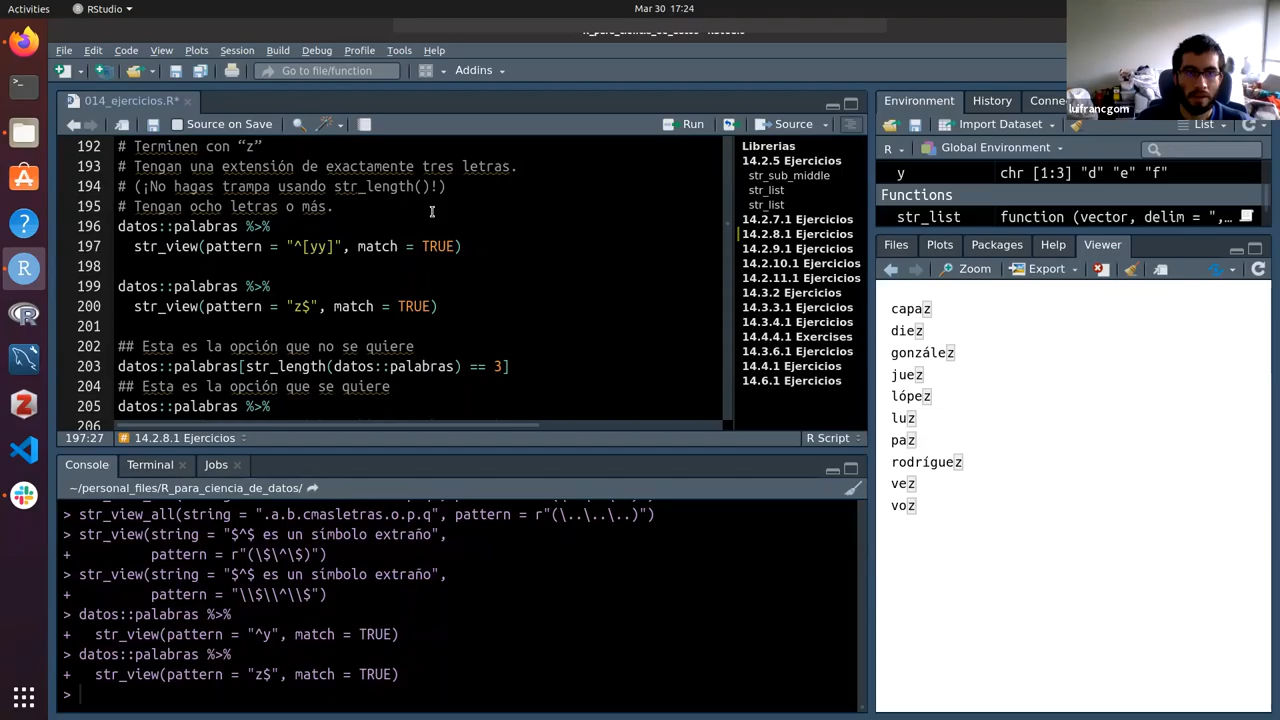 Activities
RStudio
Mar 30 17:24
File Edit Code View Plots Session Build Debug Profile Tools Help
Go to file/function
Addins
luifrancgom
014_ejercicios.R*
Source on Save
Run
Source
192 # Terminen con “z”
193 # Tengan una extensión de exactamente tres letras.
194 # (¡No hagas trampa usando str_length()!)
195 # Tengan ocho letras o más.
196 datos::palabras %>%
197 str_view(pattern = "^[yy]", match = TRUE)
198
199 datos::palabras %>%
200 str_view(pattern = "z$", match = TRUE)
201
202 ## Esta es la opción que no se quiere
203 datos::palabras[str_length(datos::palabras) == 3]
204 ## Esta es la opción que se quiere
205 datos::palabras %>%
206
197:27
14.2.8.1 Ejercicios
R Script
Librerias
14.2.5 Ejercicios
str_sub_middle
str_list
str_list
14.2.7.1 Ejercicios
14.2.8.1 Ejercicios
14.2.9.1 Ejercicios
14.2.10.1 Ejercicios
14.2.11.1 Ejercicios
14.3.2 Ejercicios
14.3.3.1 Ejercicios
14.3.4.1 Ejercicios
14.4.4.1 Exercises
14.3.6.1 Ejercicios
14.4.1 Ejercicios
14.6.1 Ejercicios
Console Terminal Jobs
~/personal_files/R_para_ciencia_de_datos/
> str_view_all(string = ".a.b.cmasletras.o.p.q", pattern = r"(\..\..\..)")
> str_view(string = "$^$ es un símbolo extraño",
+ pattern = r"(\$\^\$)")
> str_view(string = "$^$ es un símbolo extraño",
+ pattern = "\\$\\^\\$")
> datos::palabras %>%
+ str_view(pattern = "^y", match = TRUE)
> datos::palabras %>%
+ str_view(pattern = "z$", match = TRUE)
>
Environment History Conn
Import Dataset
List
R
Global Environment
y chr [1:3] "d" "e" "f"
Functions
str_list function (vector, delim = ",…
Files Plots Packages Help Viewer
Zoom
Export
capaz
diez
gonzález
juez
lópez
luz
paz
rodríguez
vez
voz